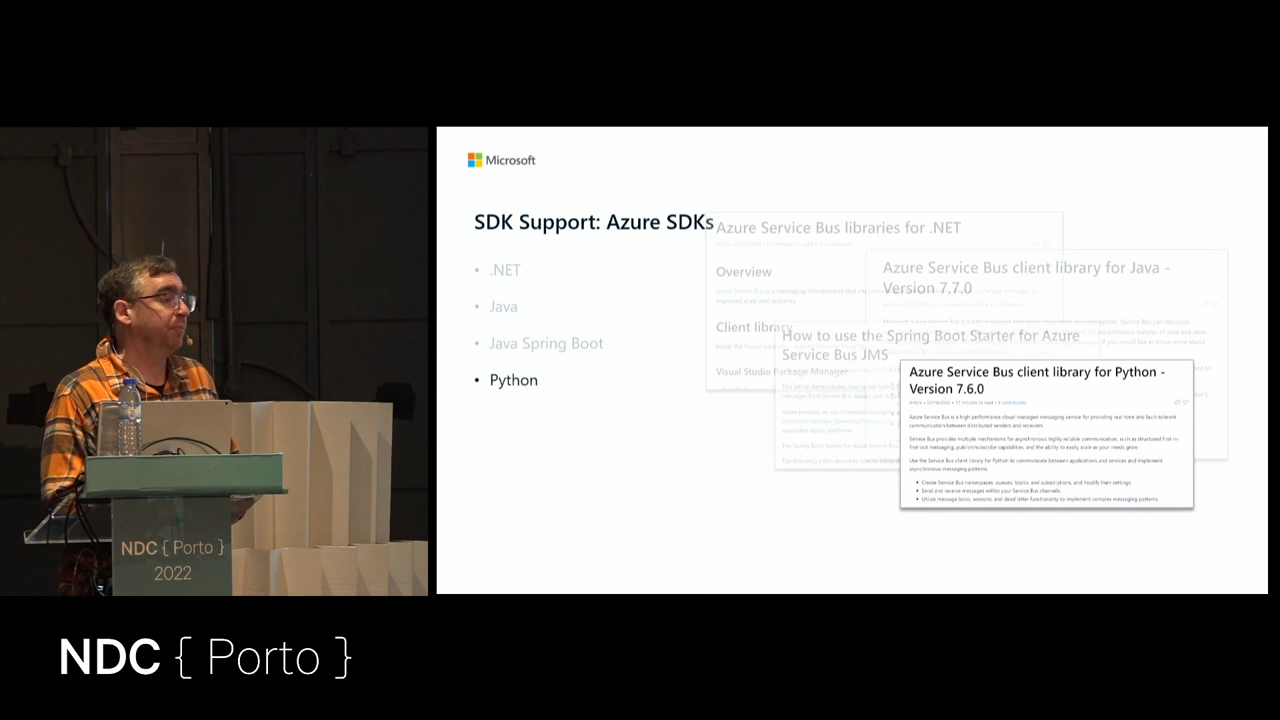 Microsoft
SDK Support: Azure SDKs
• .NET
• Java
• Java Spring Boot
• Python
Azure Service Bus libraries for .NET
Overview
Client library
Visual Studio Package Manager
Azure Service Bus client library for Java -
Version 7.7.0
How to use the Spring Boot Starter for Azure
Service Bus JMS
Azure Service Bus client library for Python -
Version 7.6.0
Azure Service Bus is a high performance cloud-managed messaging service for providing real-time and fault-tolerant
communication between distributed senders and receivers.
Service Bus provides multiple mechanisms for asynchronous highly reliable communication, such as structured first-in-
first-out messaging, publish/subscribe capabilities, and the ability to easily scale as your needs grow.
Use the Service Bus client library for Python to communicate between applications and services and implement
asynchronous messaging patterns.
• Create Service Bus namespaces, queues, topics, and subscriptions, and modify their settings.
• Send and receive messages within your Service Bus channels.
• Utilize message locks, sessions, and dead letter functionality to implement complex messaging patterns.
NDC { Porto }
2022
NDC { Porto }